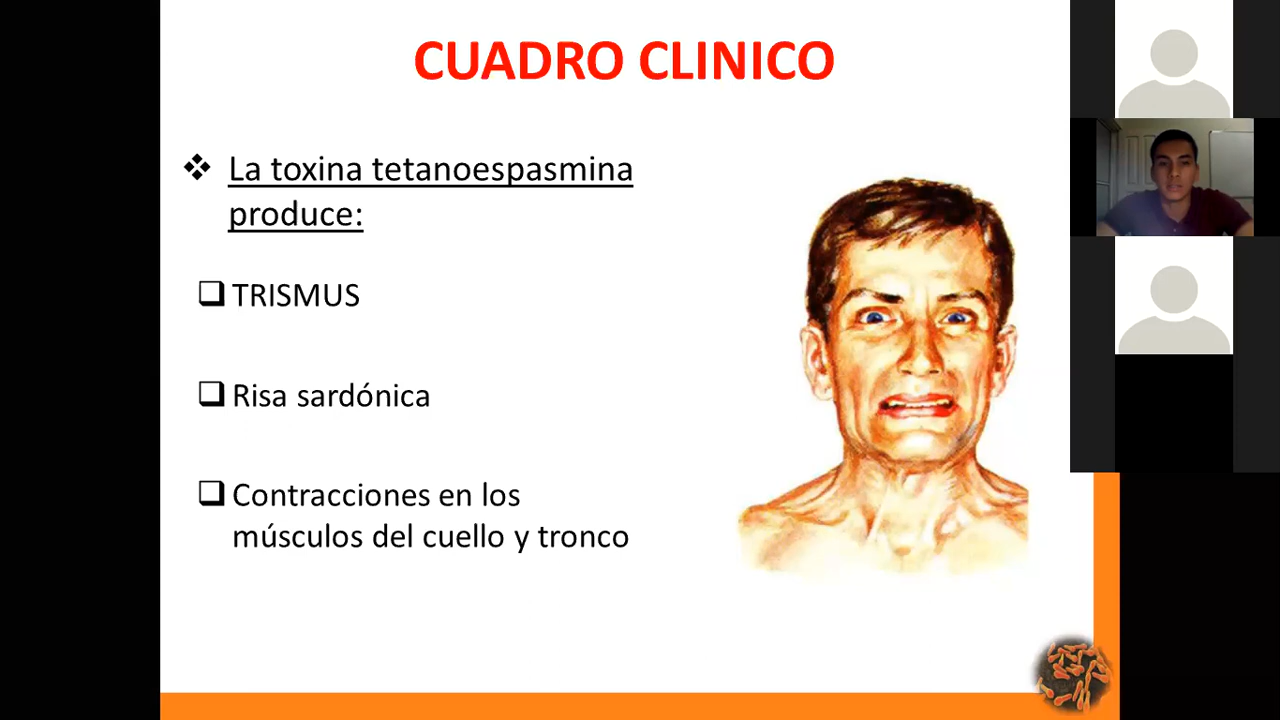 CUADRO CLINICO
La toxina tetanoespasmina
produce:
TRISMUS
Risa sardónica
Contracciones en los
músculos del cuello y tronco